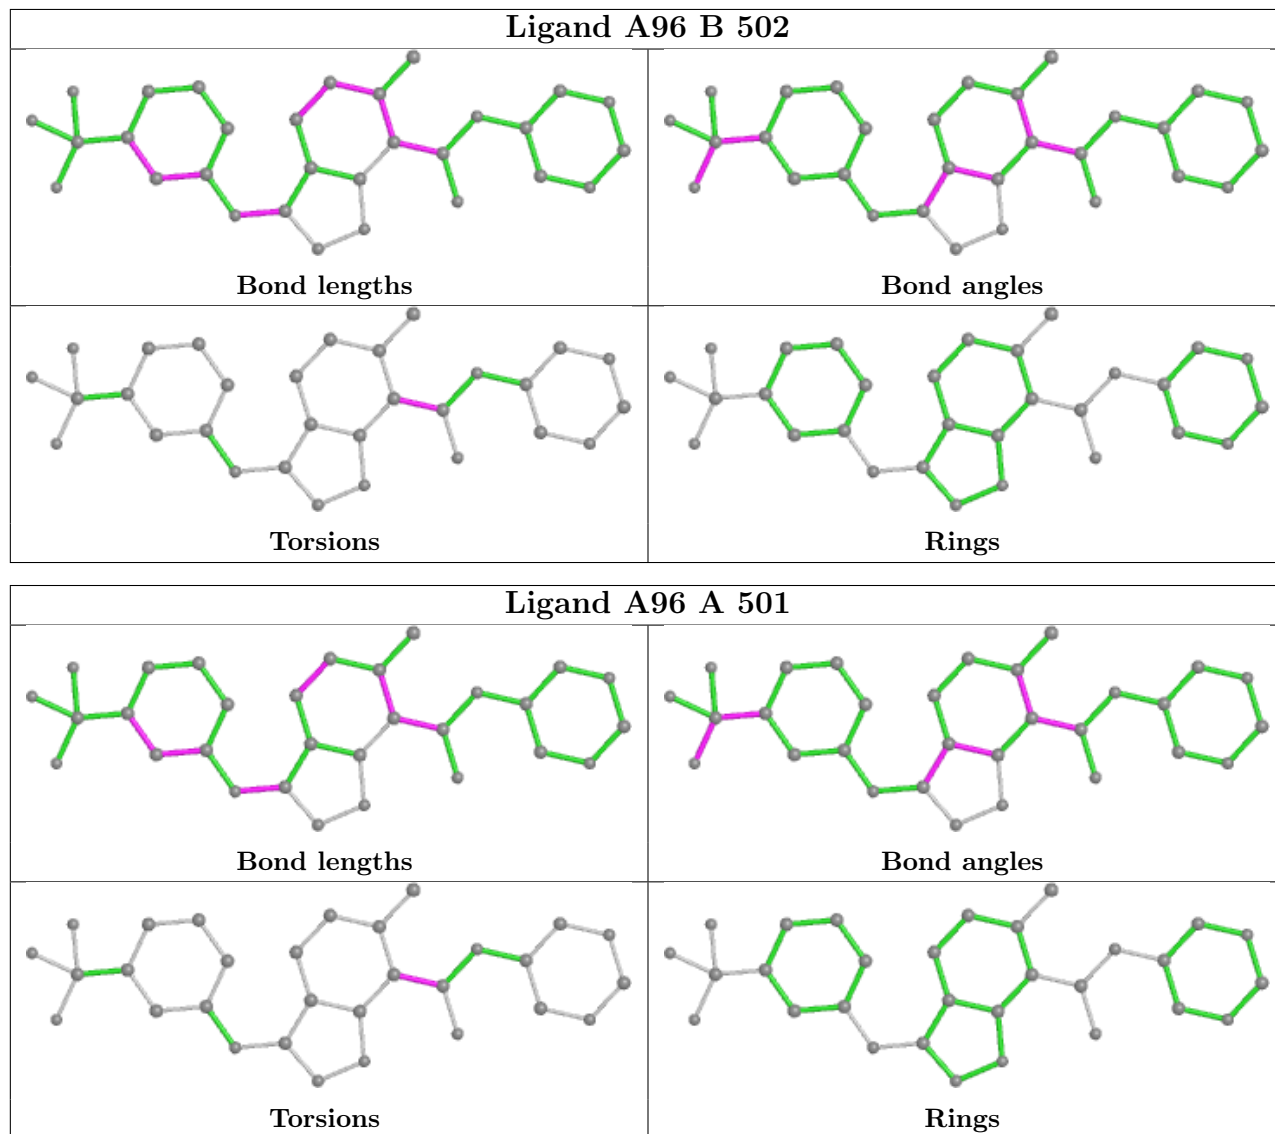 Ligand A96 B 502
Bond lengths
Bond angles
Torsions
Rings
Ligand A96 A 501
Bond lengths
Bond angles
Torsions
Rings